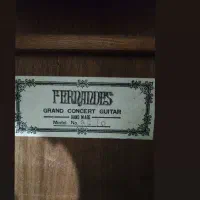 FERNANDES
GRAND CONCERT GUITAR
HAND MADE
Model No.